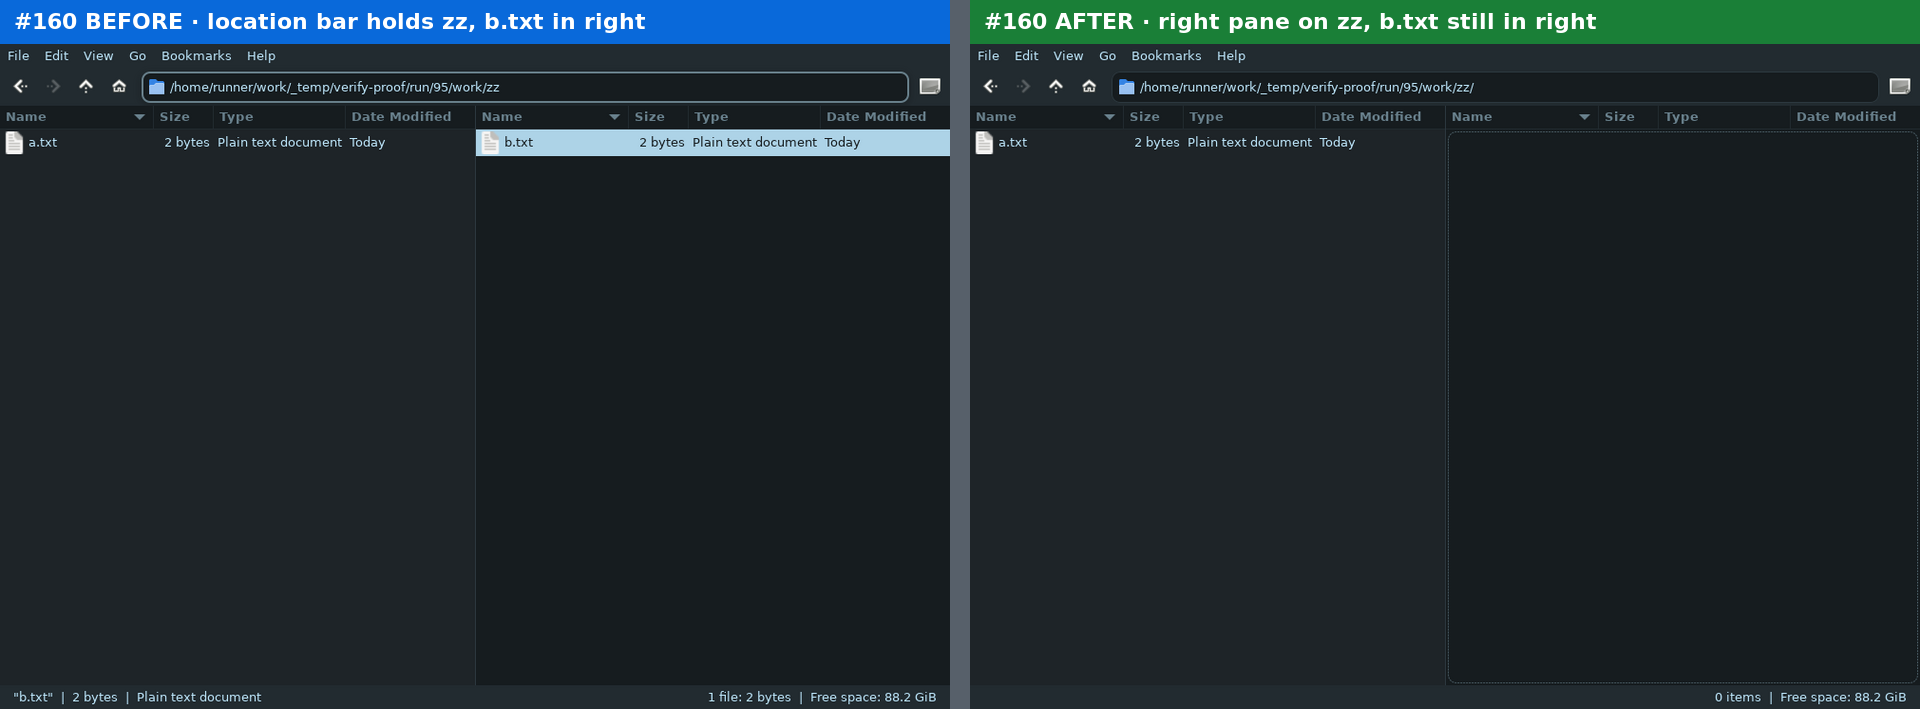 #160 BEFORE · location bar holds zz, b.txt in right
File Edit View Go Bookmarks Help
/home/runner/work/_temp/verify-proof/run/95/work/zz
Name Size Type Date Modified Name Size Type Date Modified
a.txt 2 bytes Plain text document Today b.txt 2 bytes Plain text document Today
"b.txt" | 2 bytes | Plain text document 1 file: 2 bytes | Free space: 88.2 GiB
#160 AFTER · right pane on zz, b.txt still in right
File Edit View Go Bookmarks Help
/home/runner/work/_temp/verify-proof/run/95/work/zz/
Name Size Type Date Modified Name Size Type Date Modified
a.txt 2 bytes Plain text document Today
0 items | Free space: 88.2 GiB